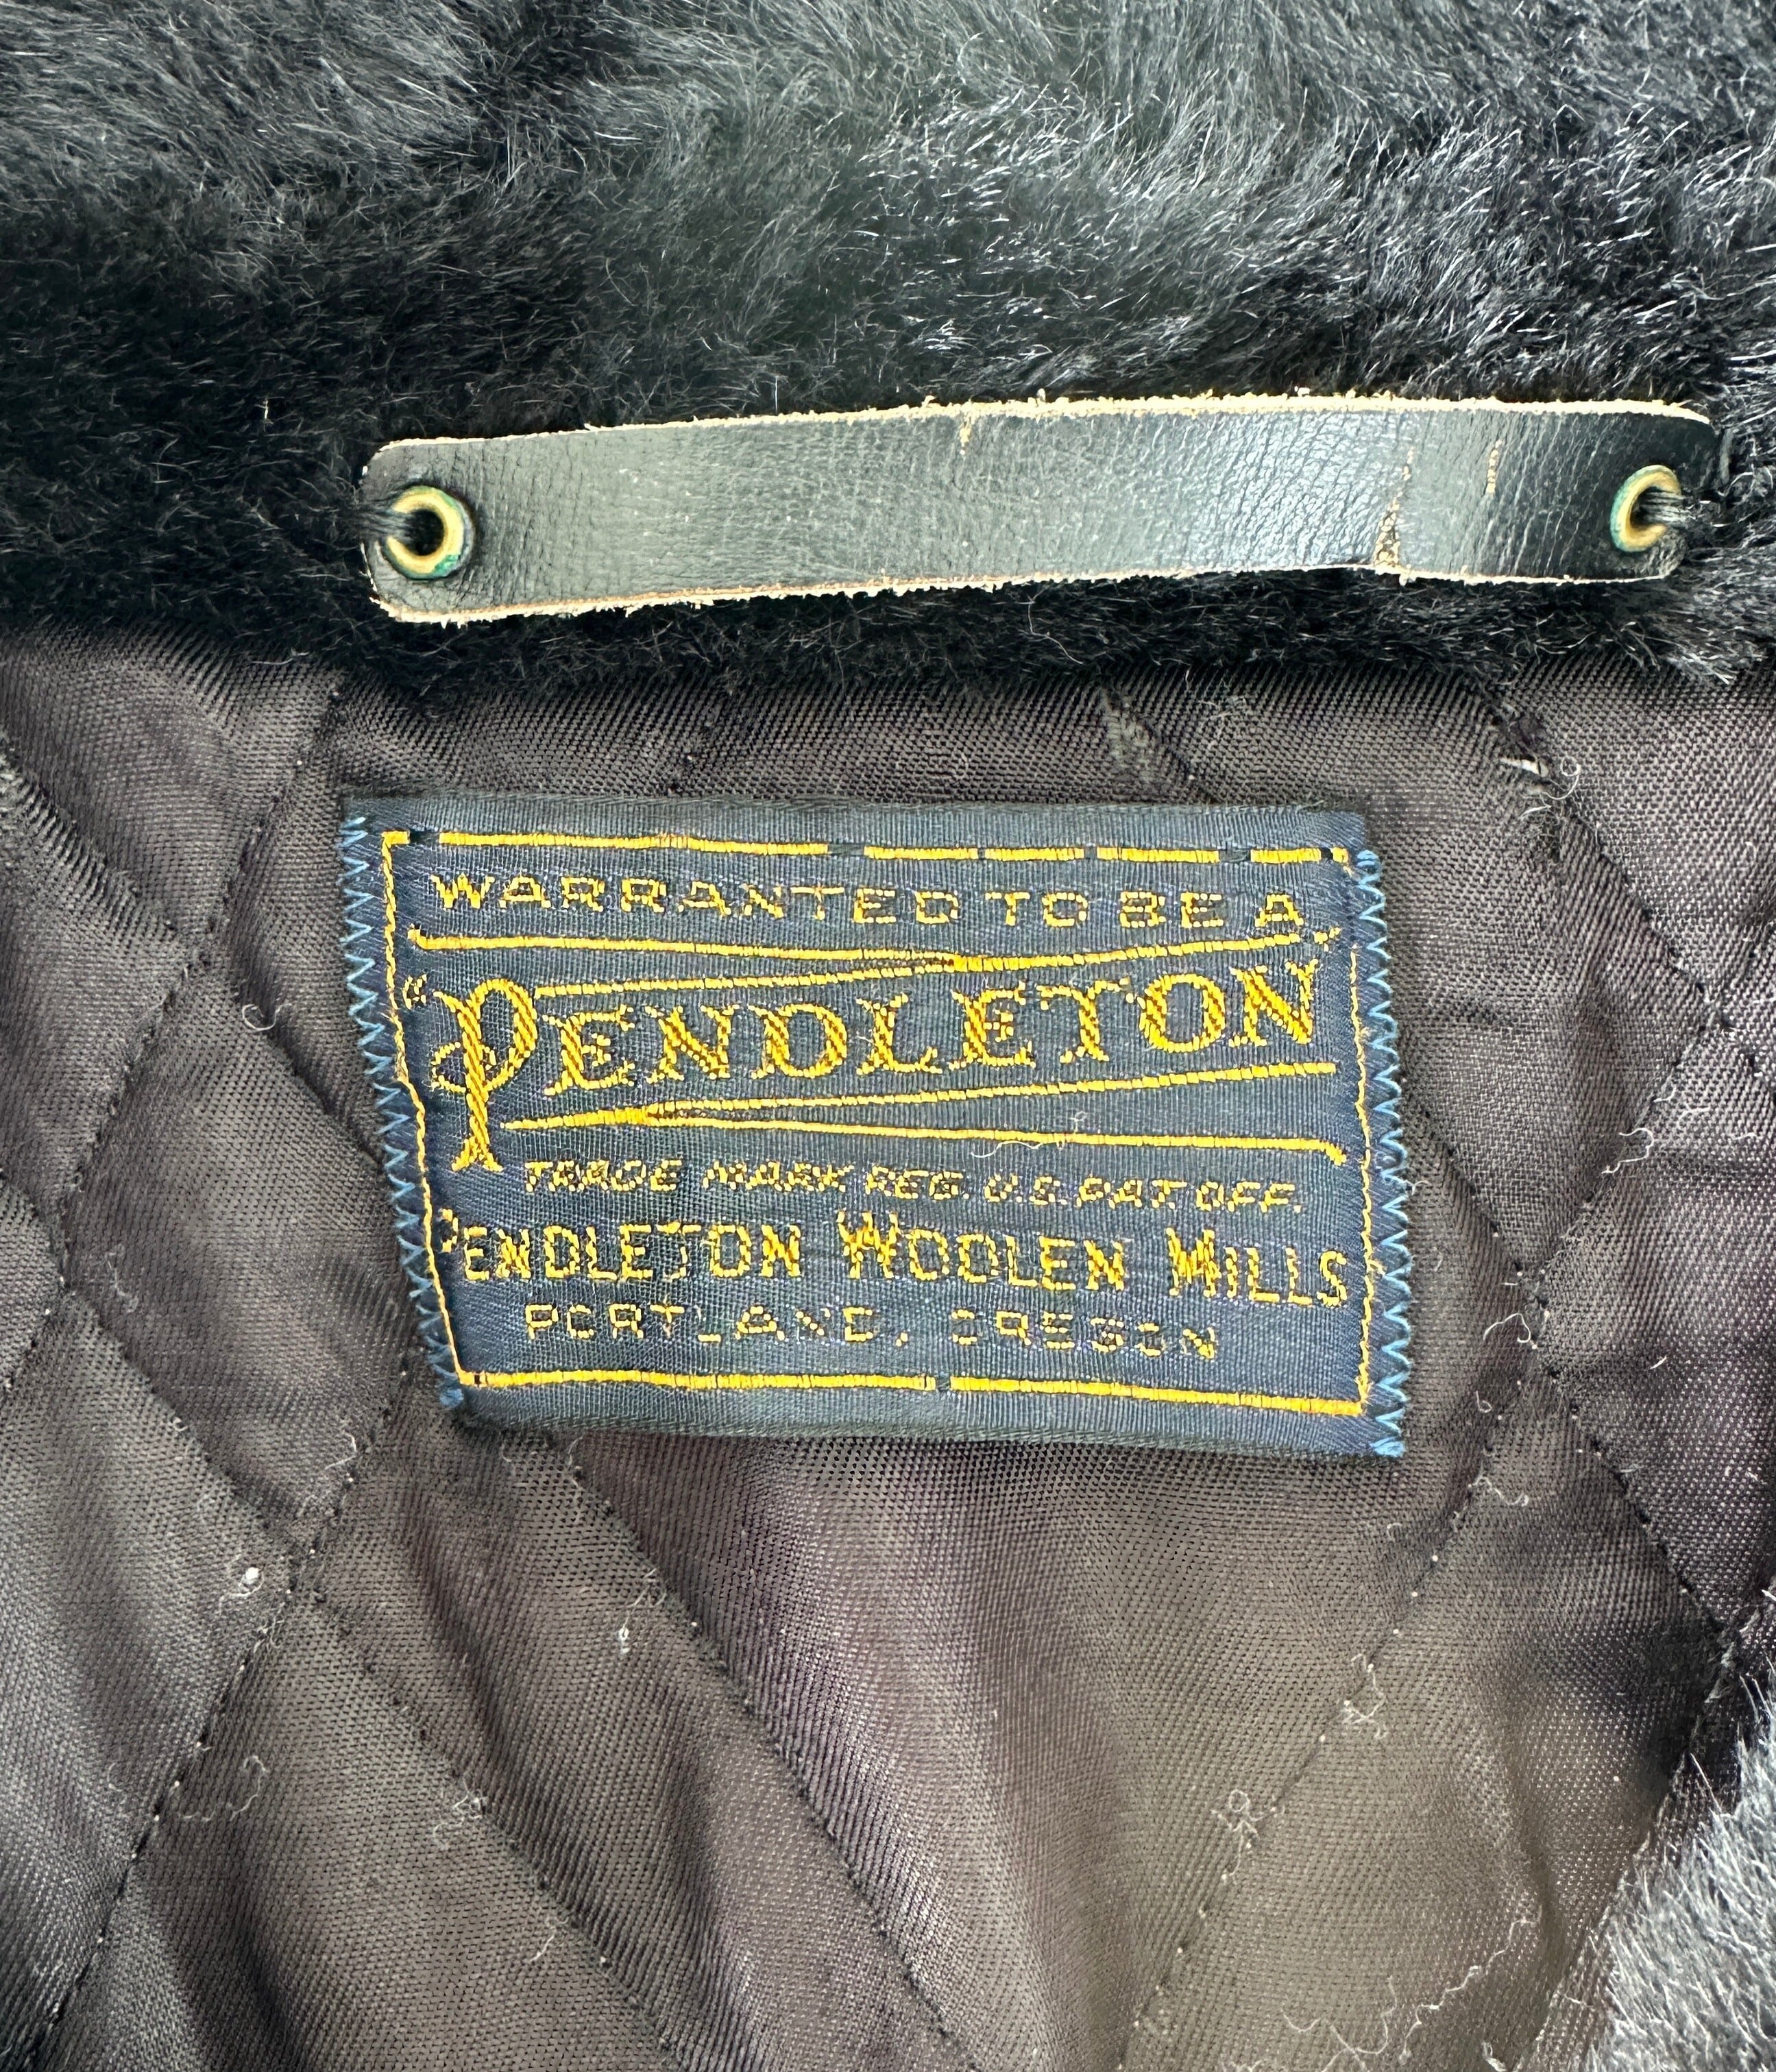 WARRANTED TO BE A
"PENDLETON"
TRADE MARK REG. U.S. PAT. OFF.
PENDLETON WOOLEN MILLS
PORTLAND, OREGON